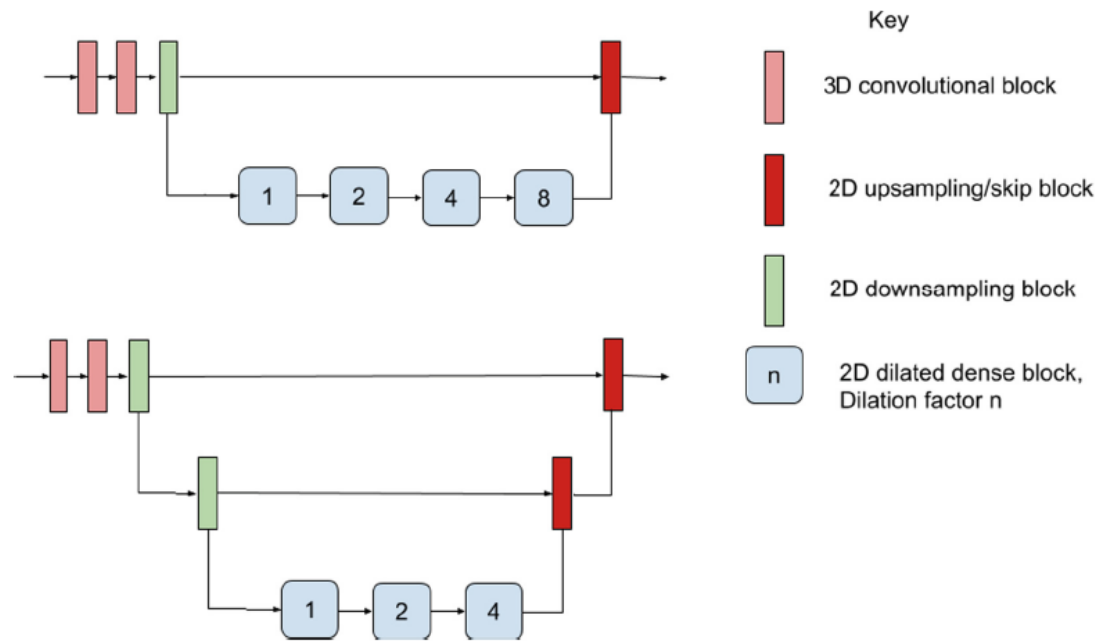 Key
3D convolutional block
2D upsampling/skip block
2D downsampling block
n
2D dilated dense block,
Dilation factor n
1 2 4 8
1 2 4